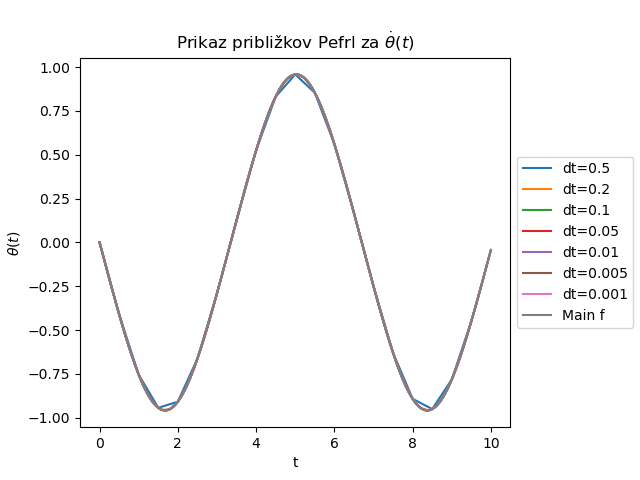 Prikaz približkov Pefrl za θ̇(t)
1.00
0.75
0.50
0.25
0.00
−0.25
−0.50
−0.75
−1.00
θ(t)
0 2 4 6 8 10
t
dt=0.5
dt=0.2
dt=0.1
dt=0.05
dt=0.01
dt=0.005
dt=0.001
Main f